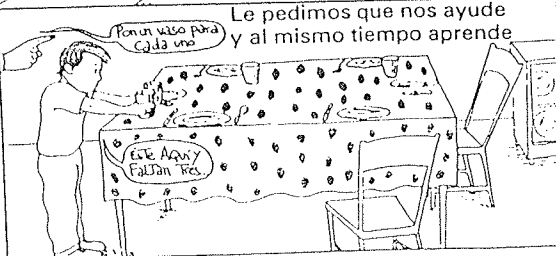 Le pedimos que nos ayude
y al mismo tiempo aprende
Pon un vaso para
cada uno
Este Aquí y
Faltan Tres